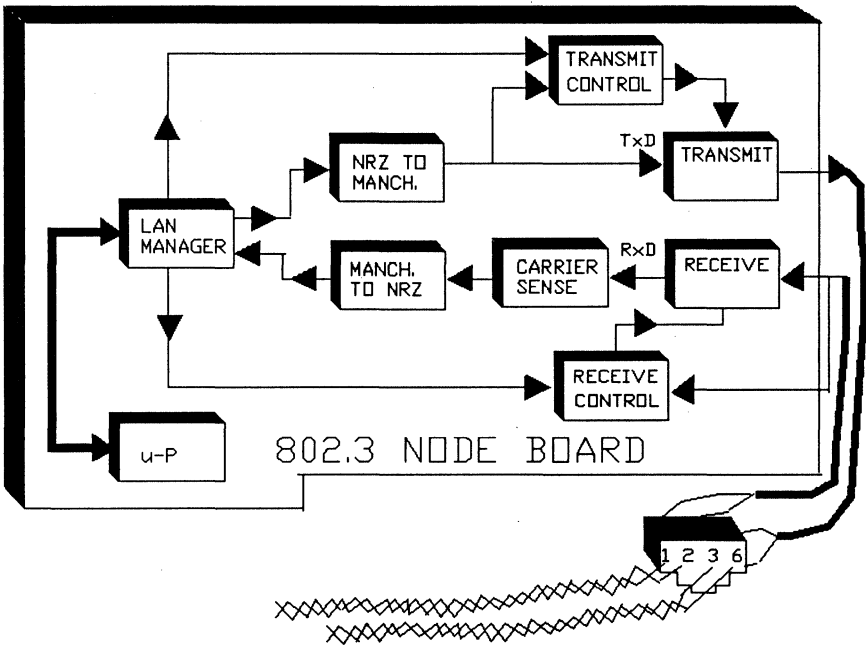 TRANSMIT
CONTROL
TxD
NRZ TO
MANCH.
TRANSMIT
LAN
MANAGER
RxD
MANCH.
TO NRZ
CARRIER
SENSE
RECEIVE
RECEIVE
CONTROL
u-P
802.3 NODE BOARD
1 2 3 6